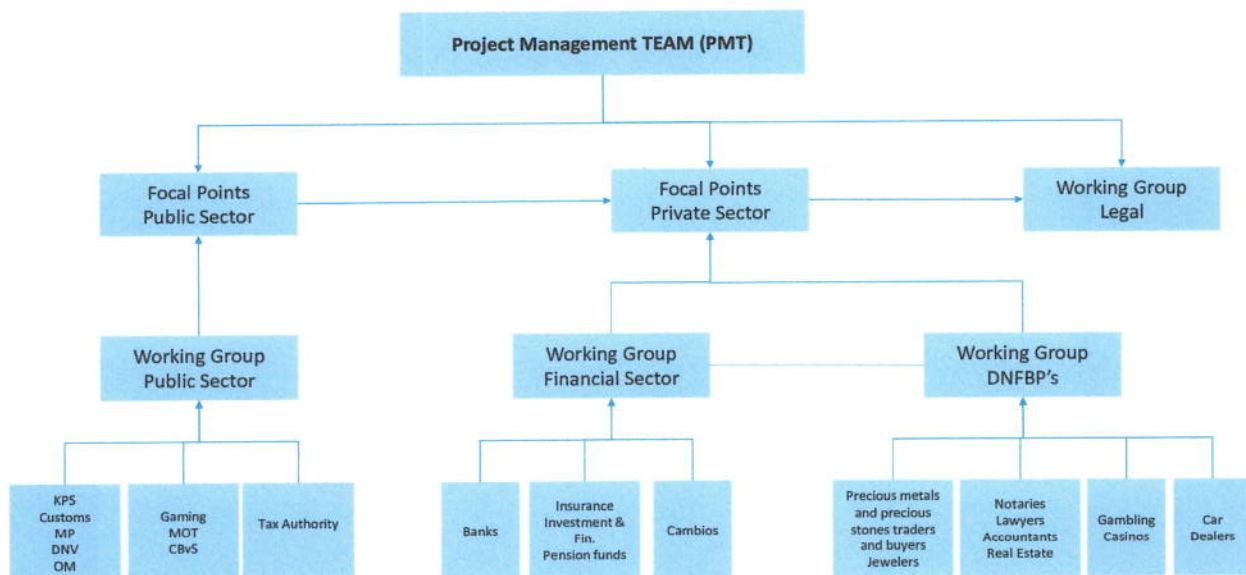 Project Management TEAM (PMT)
Focal Points
Public Sector
Focal Points
Private Sector
Working Group
Legal
Working Group
Public Sector
Working Group
Financial Sector
Working Group
DNFBP's
KPS
Customs
MP
DNV
OM
Gaming
MOT
CBvS
Tax Authority
Banks
Insurance
Investment &
Fin.
Pension funds
Cambios
Precious metals
and precious
stones traders
and buyers
Jewelers
Notaries
Lawyers
Accountants
Real Estate
Gambling
Casinos
Car
Dealers